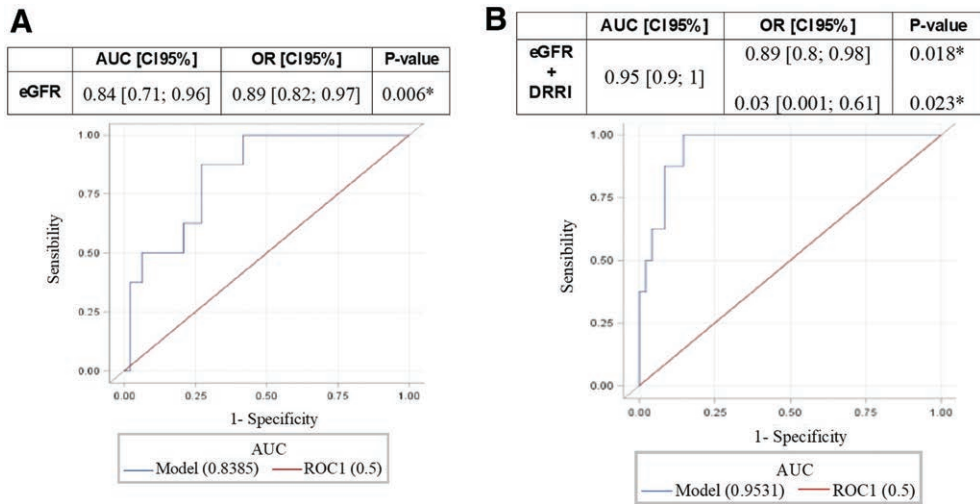 A
AUC [CI95%] OR [CI95%] P-value
eGFR 0.84 [0.71; 0.96] 0.89 [0.82; 0.97] 0.006*
1.00
0.75
0.50
0.25
0.00
Sensibility
0.00 0.25 0.50 0.75 1.00
1- Specificity
AUC
Model (0.8385) ROC1 (0.5)
B
AUC [CI95%] OR [CI95%] P-value
eGFR 0.89 [0.8; 0.98] 0.018*
+ 0.95 [0.9; 1]
DRRI 0.03 [0.001; 0.61] 0.023*
1.00
0.75
0.50
0.25
0.00
Sensibility
0.00 0.25 0.50 0.75 1.00
1- Specificity
AUC
Model (0.9531) ROC1 (0.5)